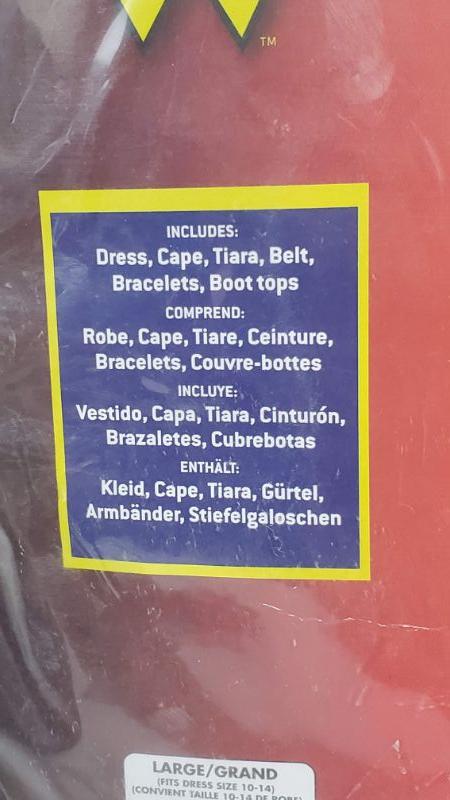 TM
INCLUDES:
Dress, Cape, Tiara, Belt,
Bracelets, Boot tops
COMPREND:
Robe, Cape, Tiare, Ceinture,
Bracelets, Couvre-bottes
INCLUYE:
Vestido, Capa, Tiara, Cinturón,
Brazaletes, Cubrebotas
ENTHÄLT:
Kleid, Cape, Tiara, Gürtel,
Armbänder, Stiefelgaloschen
LARGE/GRAND
(FITS DRESS SIZE 10-14)
(CONVIENT TAILLE 10-14 DE ROBE)